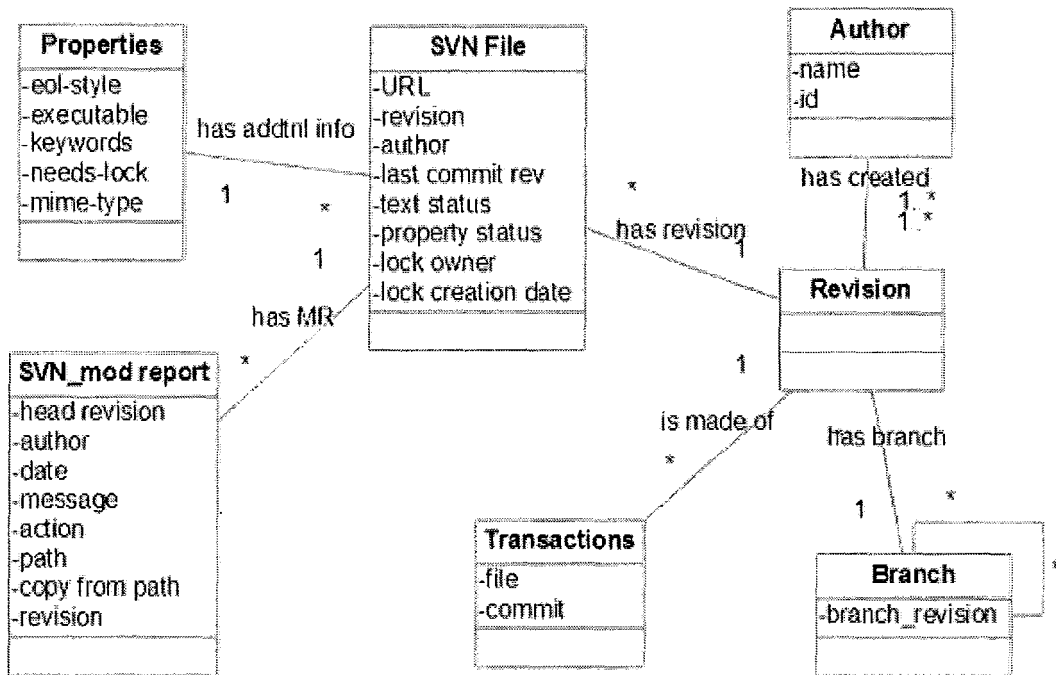 Properties
-eol-style
-executable
-keywords
-needs-lock
-mime-type
has addtnl info
1
*
SVN File
-URL
-revision
-author
-last commit rev
-text status
-property status
-lock owner
-lock creation date
1
has MR
*
SVN_mod report
-head revision
-author
-date
-message
-action
-path
-copy from path
-revision
Author
-name
-id
has created
1..*
1..*
*
has revision
1
Revision
1
is made of
*
Transactions
-file
-commit
has branch
1
*
*
Branch
-branch_revision